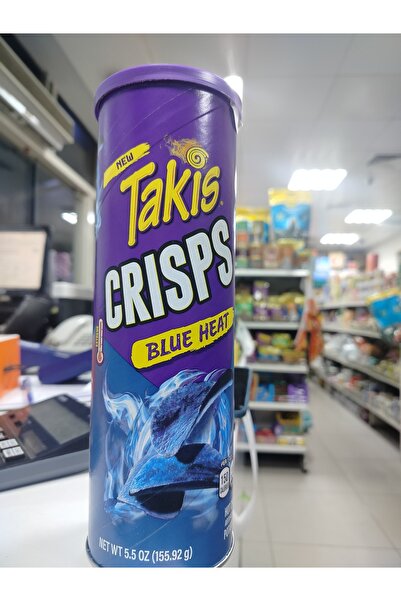 NEW
Takis
CRISPS
BLUE HEAT
NET WT 5.5 OZ (155.92 g)